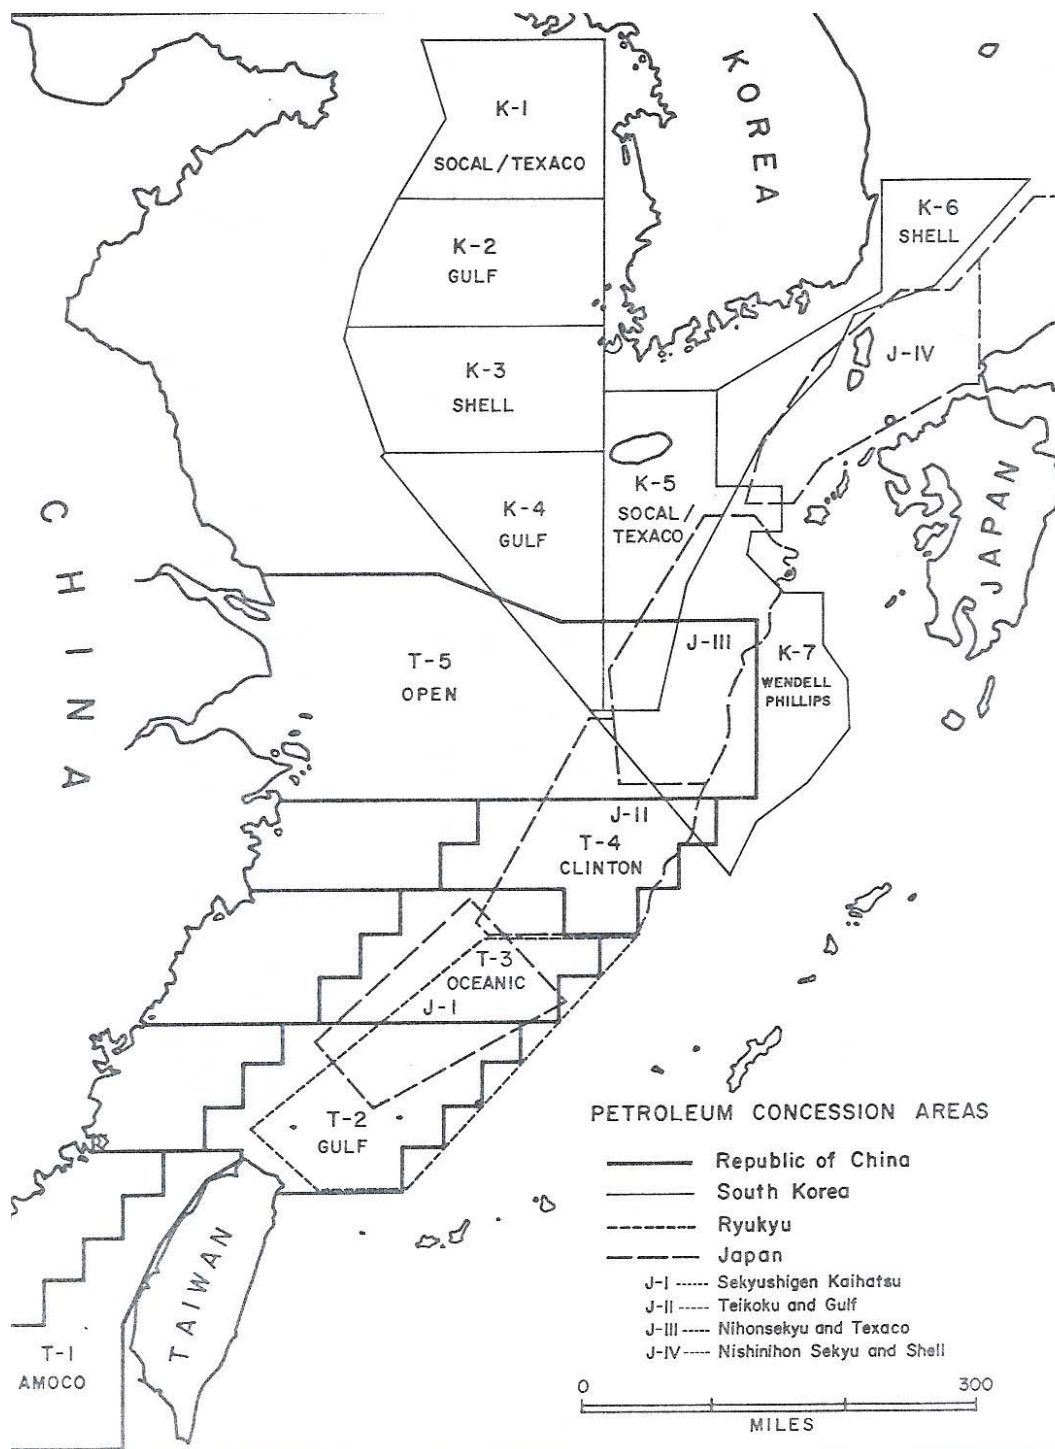 KOREA
K-1
SOCAL/TEXACO
K-2
GULF
K-3
SHELL
K-4
GULF
K-5
SOCAL/
TEXACO
K-6
SHELL
J-IV
JAPAN
CHINA
T-5
OPEN
J-III
K-7
WENDELL
PHILLIPS
J-II
T-4
CLINTON
T-3
OCEANIC
J-I
T-2
GULF
TAIWAN
T-1
AMOCO
PETROLEUM CONCESSION AREAS
Republic of China
South Korea
Ryukyu
Japan
J-I ------ Sekyushigen Kaihatsu
J-II ----- Teikoku and Gulf
J-III ----- Nihonsekyu and Texaco
J-IV ----- Nishinihon Sekyu and Shell
0 300
MILES